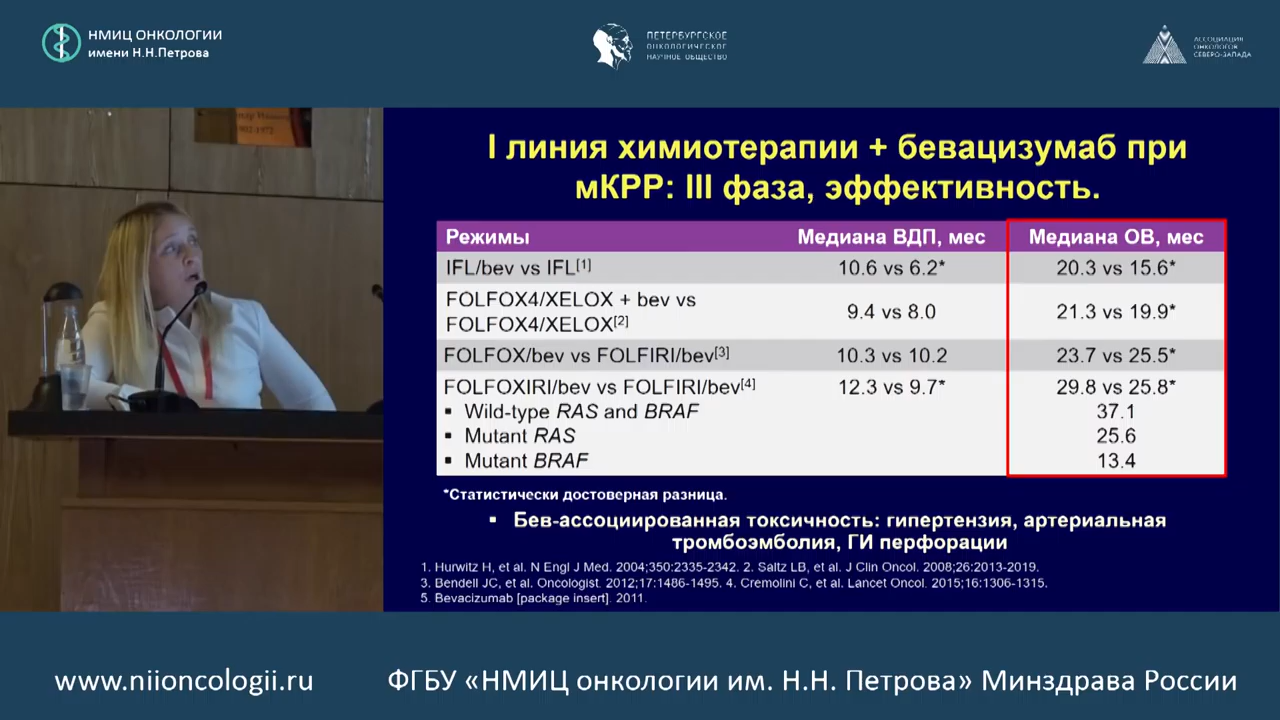 НМИЦ ОНКОЛОГИИ
имени Н.Н.Петрова
ПЕТЕРБУРГСКОЕ
ОНКОЛОГИЧЕСКОЕ
НАУЧНОЕ ОБЩЕСТВО
АССОЦИАЦИЯ
ОНКОЛОГОВ
СЕВЕРО-ЗАПАДА
I линия химиотерапии + бевацизумаб при
мКРР: III фаза, эффективность.
Режимы Медиана ВДП, мес Медиана ОВ, мес
IFL/bev vs IFL[1] 10.6 vs 6.2* 20.3 vs 15.6*
FOLFOX4/XELOX + bev vs
FOLFOX4/XELOX[2] 9.4 vs 8.0 21.3 vs 19.9*
FOLFOX/bev vs FOLFIRI/bev[3] 10.3 vs 10.2 23.7 vs 25.5*
FOLFOXIRI/bev vs FOLFIRI/bev[4] 12.3 vs 9.7* 29.8 vs 25.8*
▪ Wild-type RAS and BRAF 37.1
▪ Mutant RAS 25.6
▪ Mutant BRAF 13.4
*Статистически достоверная разница.
▪ Бев-ассоциированная токсичность: гипертензия, артериальная
тромбоэмболия, ГИ перфорации
1. Hurwitz H, et al. N Engl J Med. 2004;350:2335-2342. 2. Saltz LB, et al. J Clin Oncol. 2008;26:2013-2019.
3. Bendell JC, et al. Oncologist. 2012;17:1486-1495. 4. Cremolini C, et al. Lancet Oncol. 2015;16:1306-1315.
5. Bevacizumab [package insert]. 2011.
www.niioncologii.ru ФГБУ «НМИЦ онкологии им. Н.Н. Петрова» Минздрава России